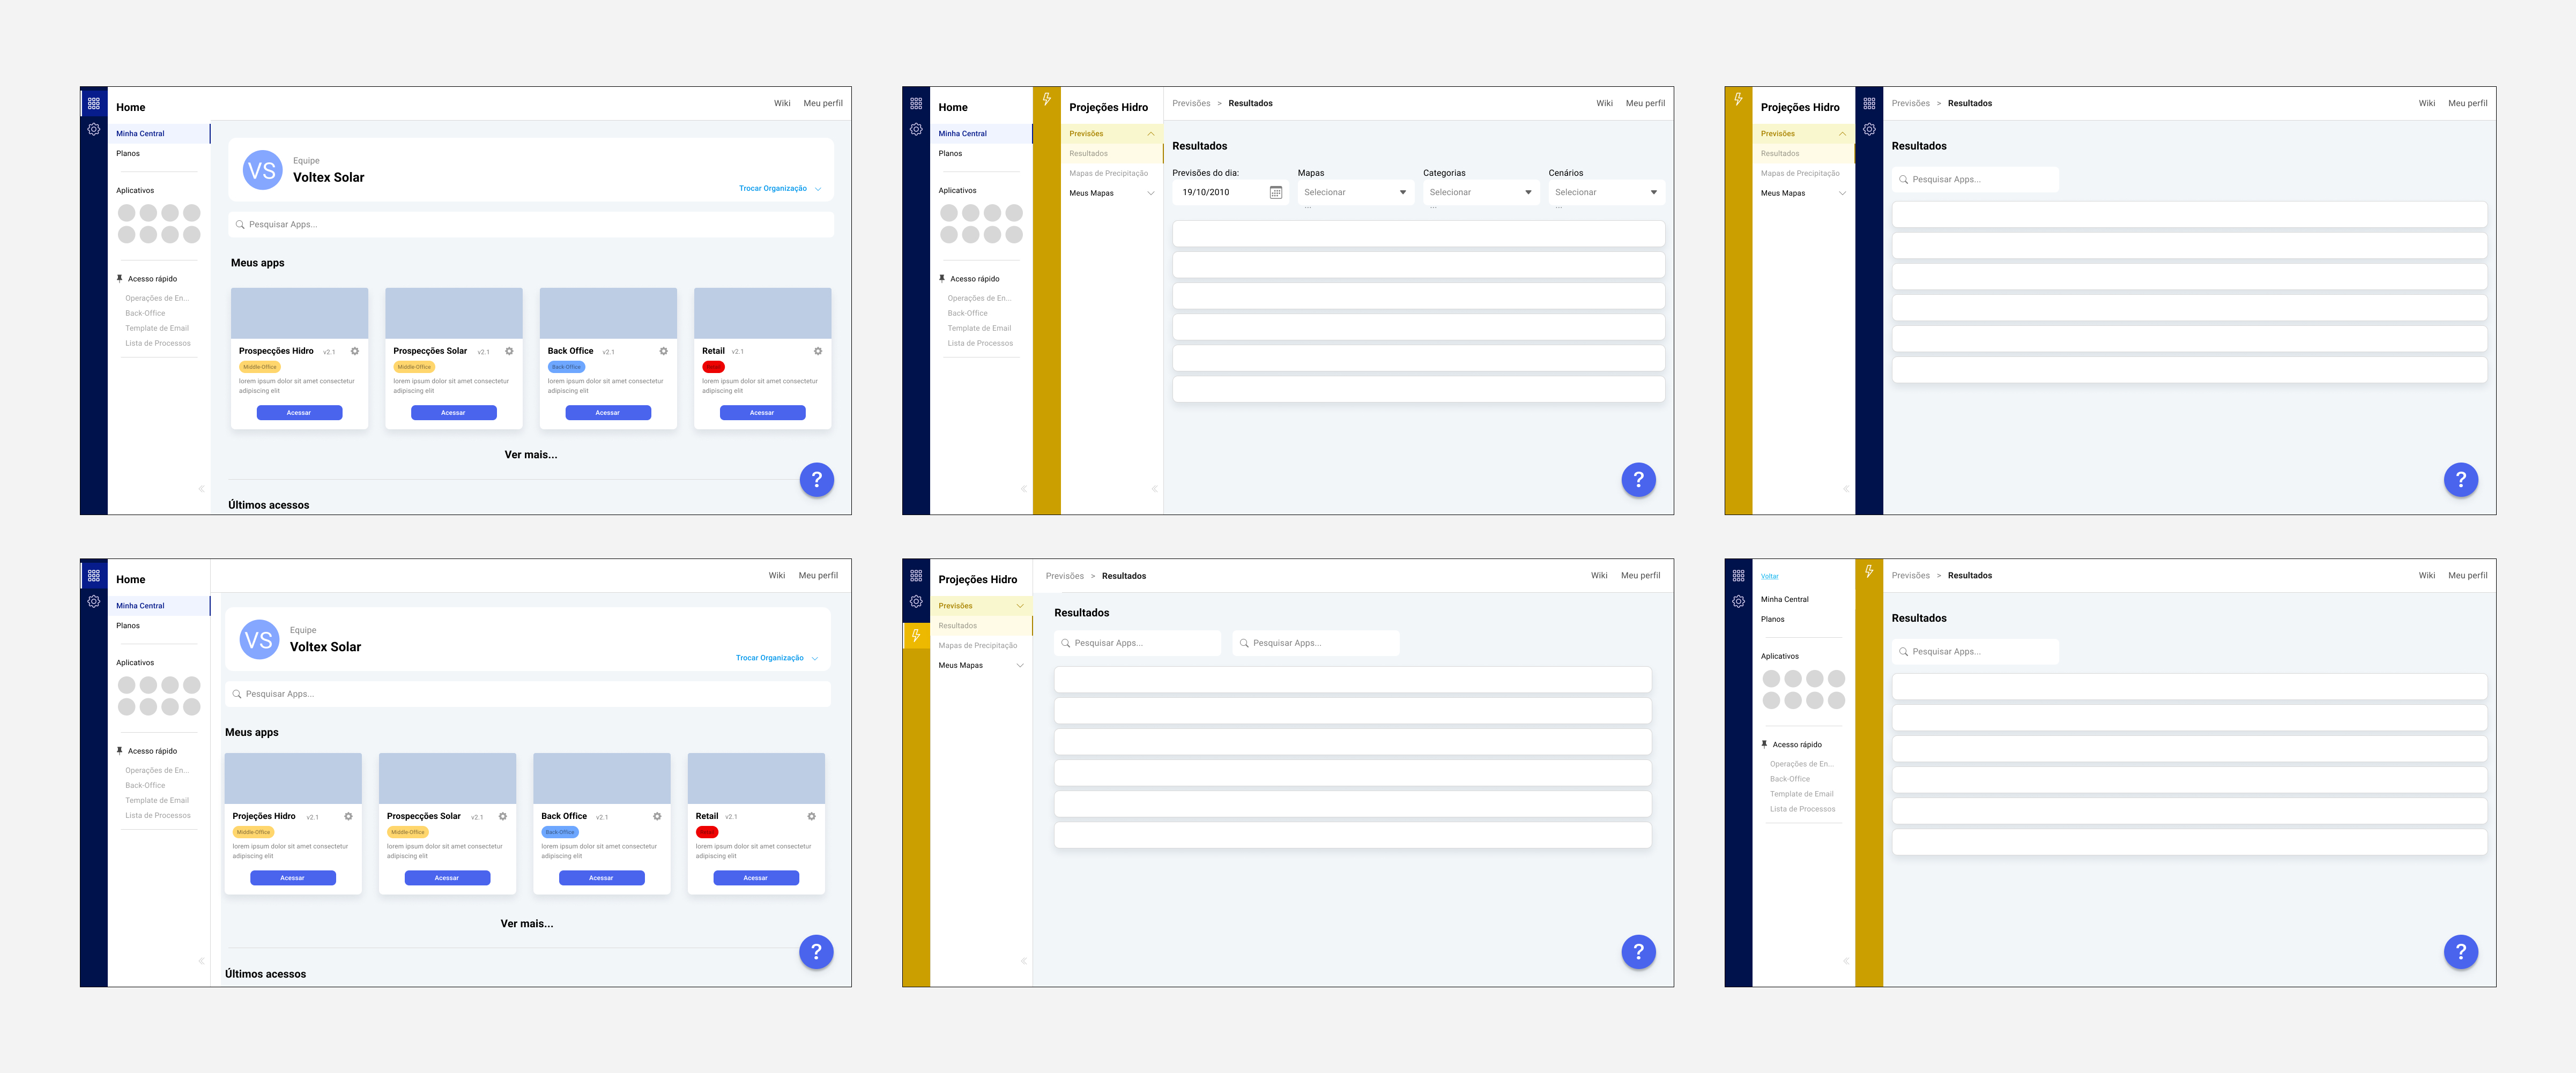 Home
Wiki Meu perfil
Minha Central
Planos
Aplicativos
Acesso rápido
Operações de En...
Back-Office
Template de Email
Lista de Processos
VS
Equipe
Voltex Solar
Trocar Organização
Pesquisar Apps...
Meus apps
Prospecções Hidro v2.1
Middle-Office
lorem ipsum dolor sit amet consectetur
adipiscing elit
Acessar
Prospecções Solar v2.1
Middle-Office
lorem ipsum dolor sit amet consectetur
adipiscing elit
Acessar
Back Office v2.1
Back-Office
lorem ipsum dolor sit amet consectetur
adipiscing elit
Acessar
Retail v2.1
lorem ipsum dolor sit amet consectetur
adipiscing elit
Acessar
Ver mais...
Últimos acessos
?
Home
Minha Central
Planos
Aplicativos
Acesso rápido
Operações de En...
Back-Office
Template de Email
Lista de Processos
Projeções Hidro
Previsões
Resultados
Mapas de Precipitação
Meus Mapas
Previsões > Resultados
Wiki Meu perfil
Resultados
Previsões do dia: Mapas Categorias Cenários
19/10/2010 Selecionar Selecionar Selecionar
... ... ...
?
Projeções Hidro
Previsões
Resultados
Mapas de Precipitação
Meus Mapas
Previsões > Resultados
Wiki Meu perfil
Resultados
Pesquisar Apps...
?
Home
Wiki Meu perfil
Minha Central
Planos
Aplicativos
Acesso rápido
Operações de En...
Back-Office
Template de Email
Lista de Processos
VS
Equipe
Voltex Solar
Trocar Organização
Pesquisar Apps...
Meus apps
Projeções Hidro v2.1
Middle-Office
lorem ipsum dolor sit amet consectetur
adipiscing elit
Acessar
Prospecções Solar v2.1
Middle-Office
lorem ipsum dolor sit amet consectetur
adipiscing elit
Acessar
Back Office v2.1
Back-Office
lorem ipsum dolor sit amet consectetur
adipiscing elit
Acessar
Retail v2.1
lorem ipsum dolor sit amet consectetur
adipiscing elit
Acessar
Ver mais...
Últimos acessos
?
Projeções Hidro
Previsões
Resultados
Mapas de Precipitação
Meus Mapas
Previsões > Resultados
Wiki Meu perfil
Resultados
Pesquisar Apps... Pesquisar Apps...
?
Voltar
Minha Central
Planos
Aplicativos
Acesso rápido
Operações de En...
Back-Office
Template de Email
Lista de Processos
Previsões > Resultados
Wiki Meu perfil
Resultados
Pesquisar Apps...
?